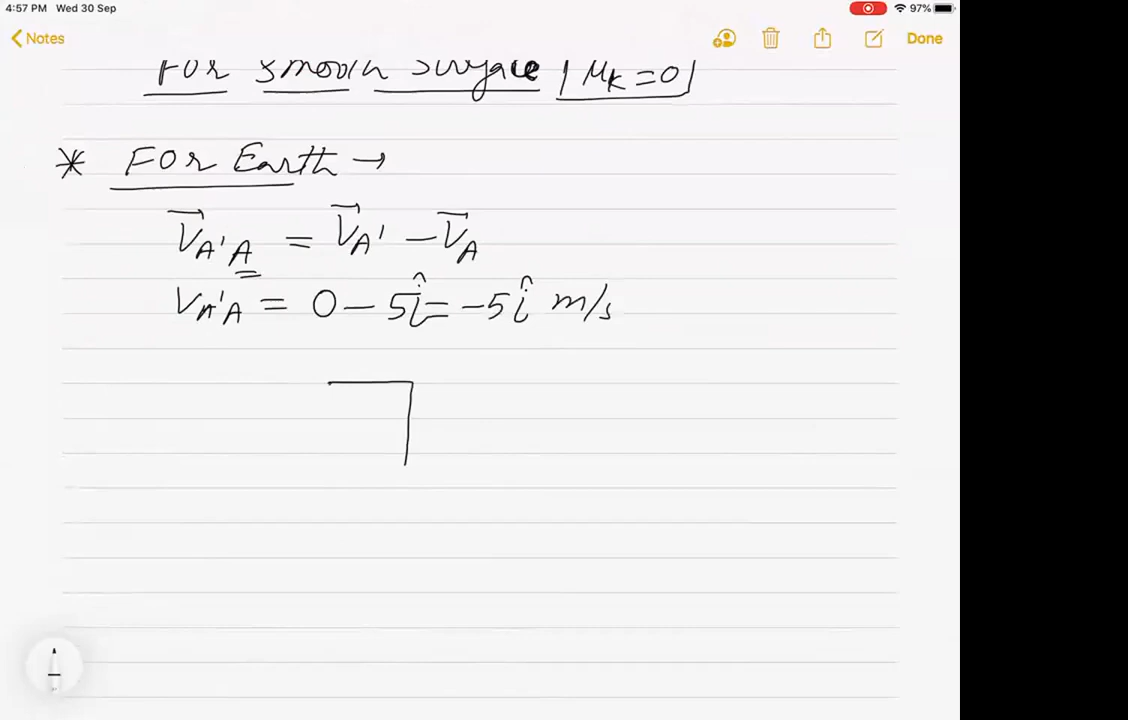 4:57 PM Wed 30 Sep
97%
Notes
Done
For smooth surface | μK = 0 |
* FOR Earth →
V⃗A'A = V⃗A' − V⃗A
VA'A = 0 − 5î = −5î m/s